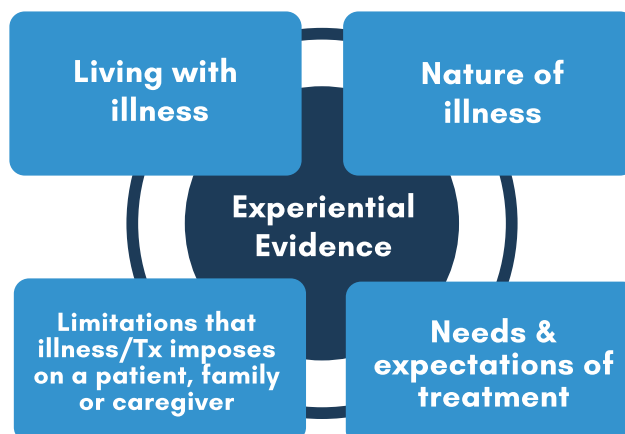 Living with
illness
Nature of
illness
Experiential
Evidence
Limitations that
illness/Tx imposes
on a patient, family
or caregiver
Needs &
expectations of
treatment